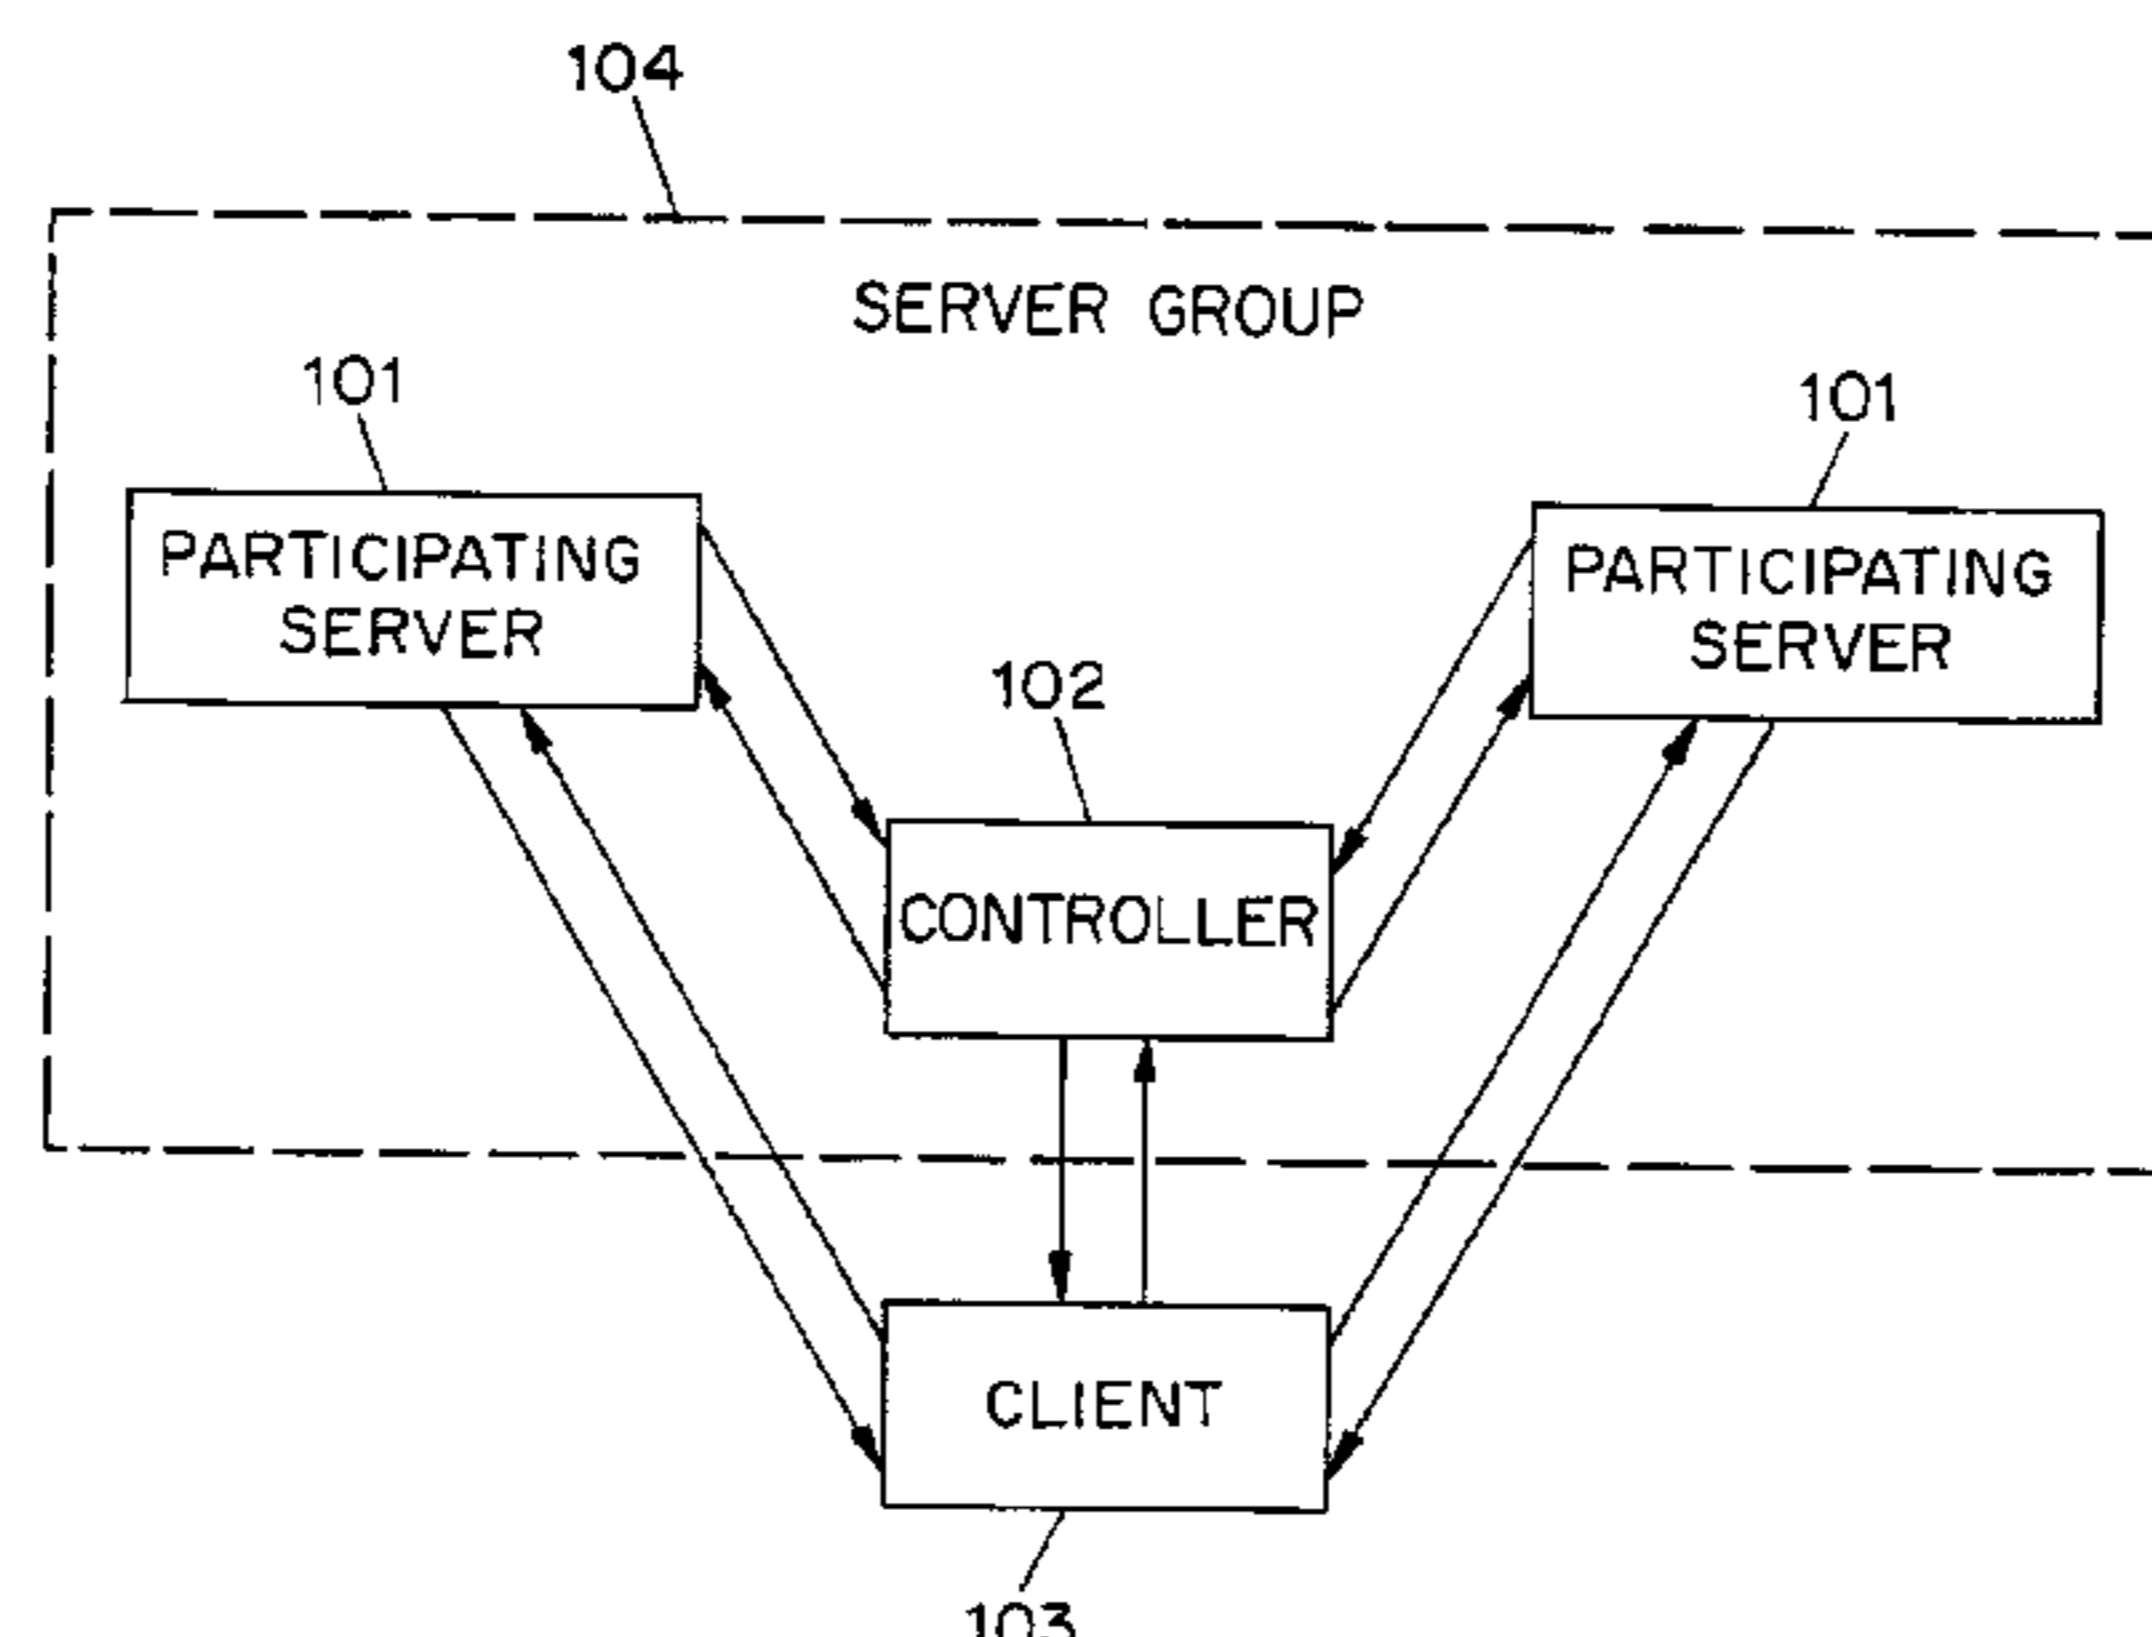 104
SERVER GROUP
101
101
PARTICIPATING
SERVER
PARTICIPATING
SERVER
102
CONTROLLER
CLIENT
103